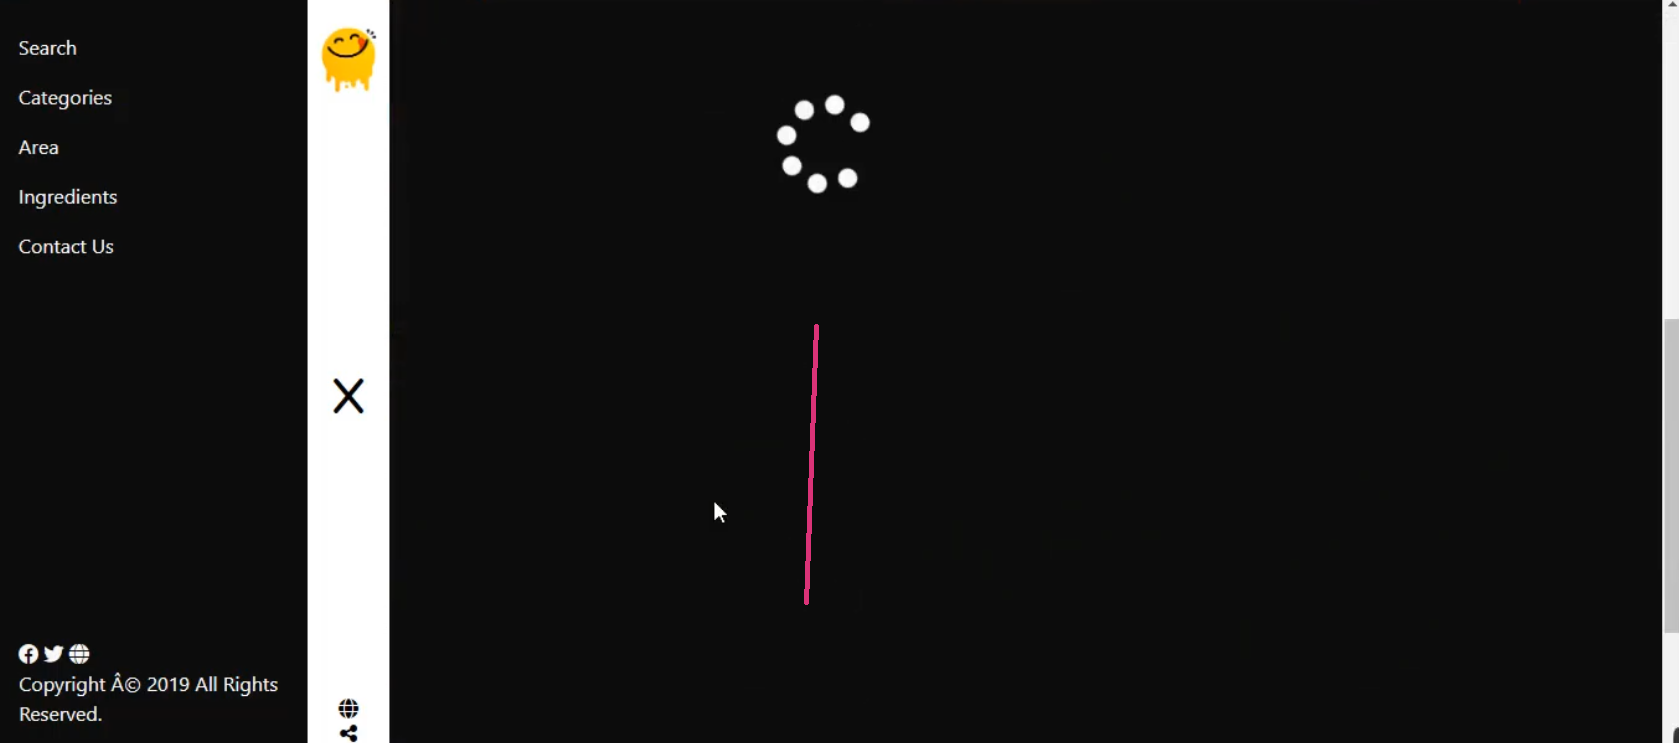 Search
Categories
Area
Ingredients
Contact Us
Copyright Â© 2019 All Rights
Reserved.